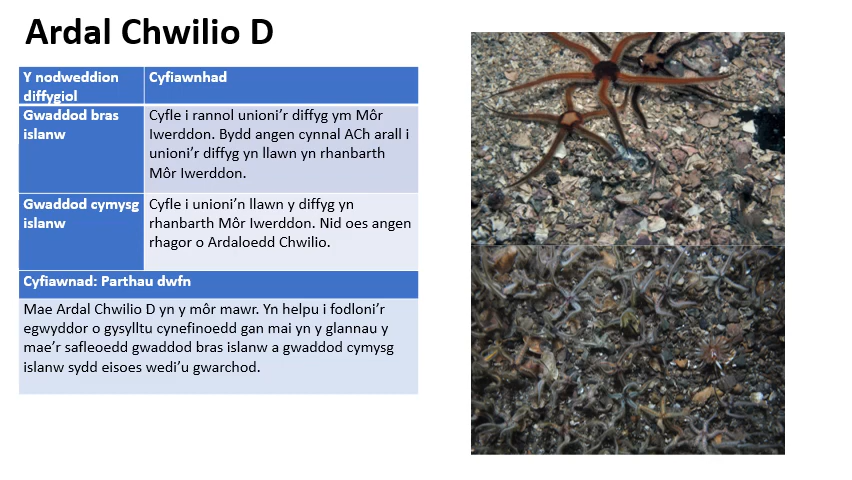 Ardal Chwilio D
Y nodweddion
diffygiol
Cyfiawnhad
Gwaddod bras
islanw
Cyfle i rannol unioni’r diffyg ym Môr
Iwerddon. Bydd angen cynnal ACh arall i
unioni’r diffyg yn llawn yn rhanbarth
Môr Iwerddon.
Gwaddod cymysg
islanw
Cyfle i unioni’n llawn y diffyg yn
rhanbarth Môr Iwerddon. Nid oes angen
rhagor o Ardaloedd Chwilio.
Cyfiawnad: Parthau dwfn
Mae Ardal Chwilio D yn y môr mawr. Yn helpu i fodloni’r
egwyddor o gysylltu cynefinoedd gan mai yn y glannau y
mae’r safleoedd gwaddod bras islanw a gwaddod cymysg
islanw sydd eisoes wedi’u gwarchod.